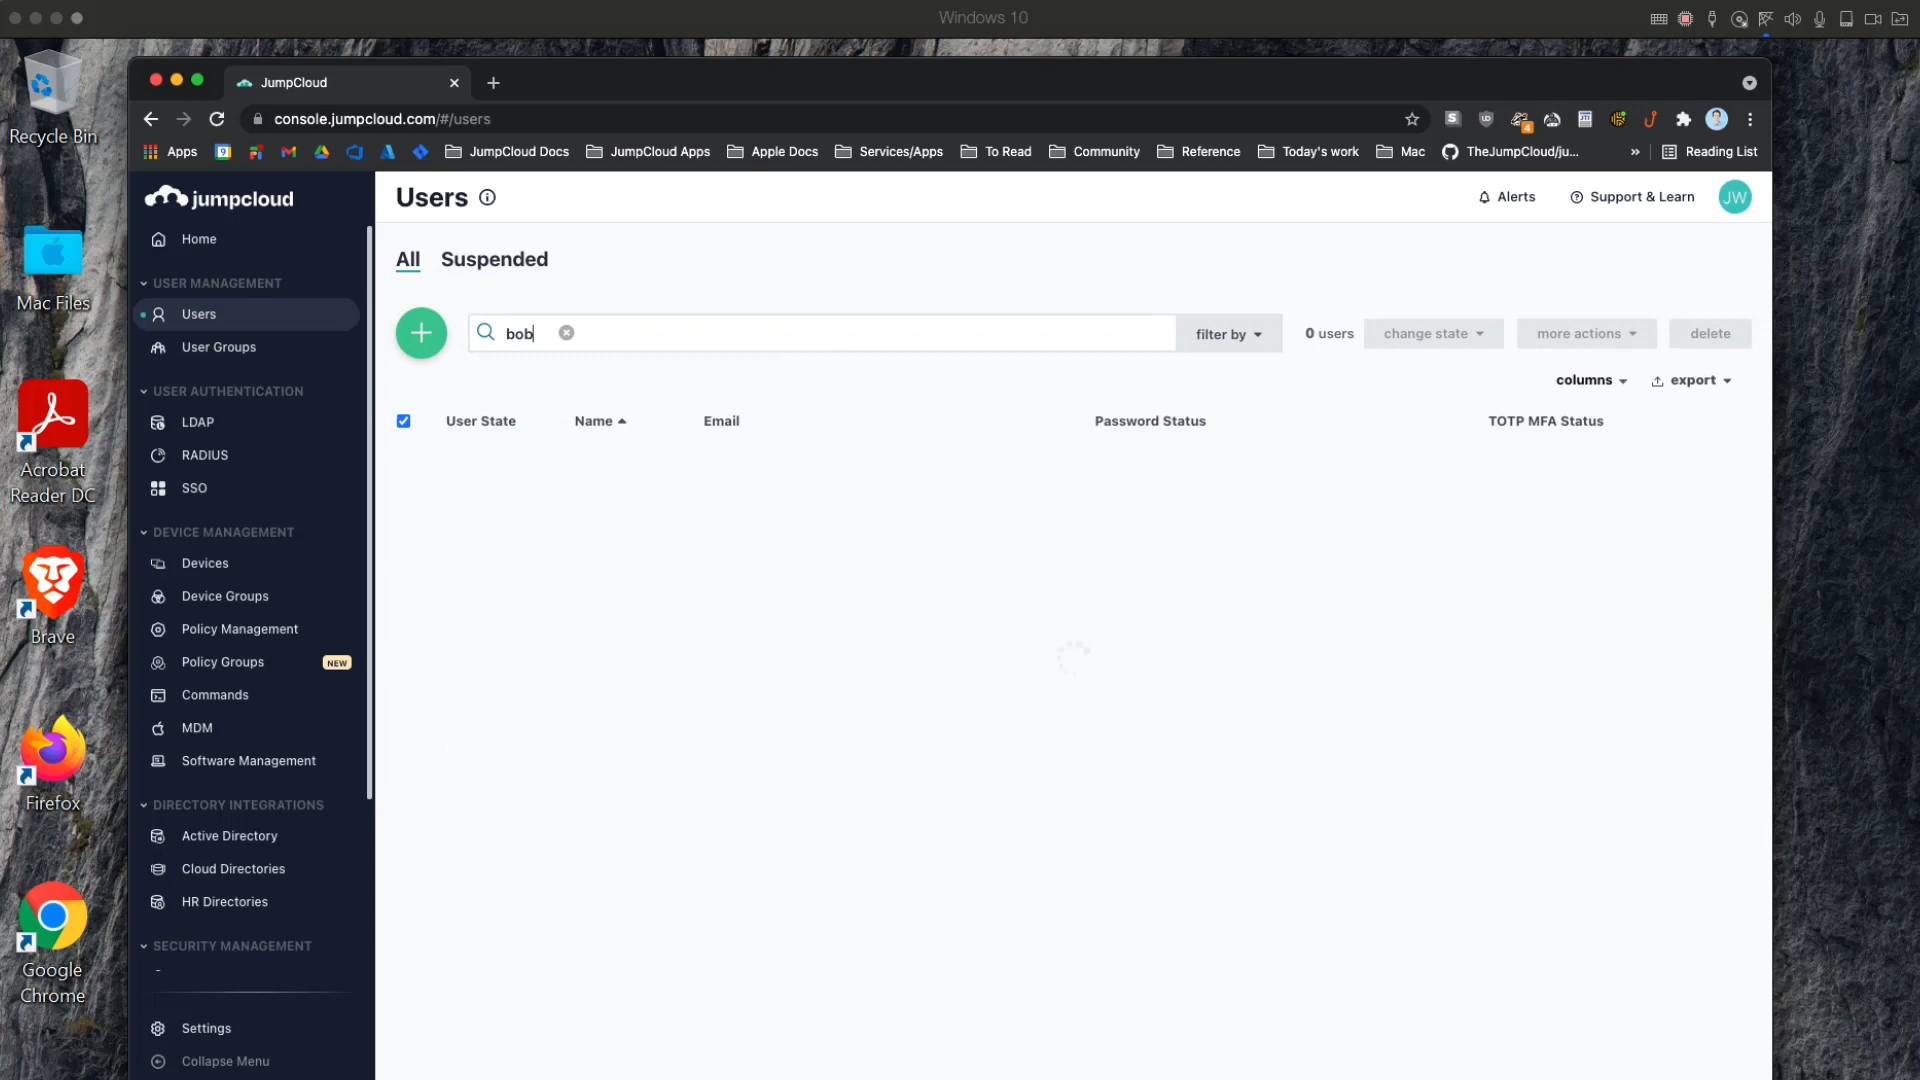 Windows 10
Recycle Bin
Mac Files
Acrobat
Reader DC
Brave
Firefox
Google
Chrome
JumpCloud
console.jumpcloud.com/#/users
S
UD
4
Apps
9
JumpCloud Docs
JumpCloud Apps
Apple Docs
Services/Apps
To Read
Community
Reference
Today's work
Mac
TheJumpCloud/ju...
»
Reading List
jumpcloud
Home
USER MANAGEMENT
Users
User Groups
USER AUTHENTICATION
LDAP
RADIUS
SSO
DEVICE MANAGEMENT
Devices
Device Groups
Policy Management
Policy Groups NEW
Commands
MDM
Software Management
DIRECTORY INTEGRATIONS
Active Directory
Cloud Directories
HR Directories
SECURITY MANAGEMENT
Settings
Collapse Menu
Users
Alerts
Support & Learn
JW
All
Suspended
bob
filter by
0 users
change state
more actions
delete
columns
export
User State
Name
Email
Password Status
TOTP MFA Status